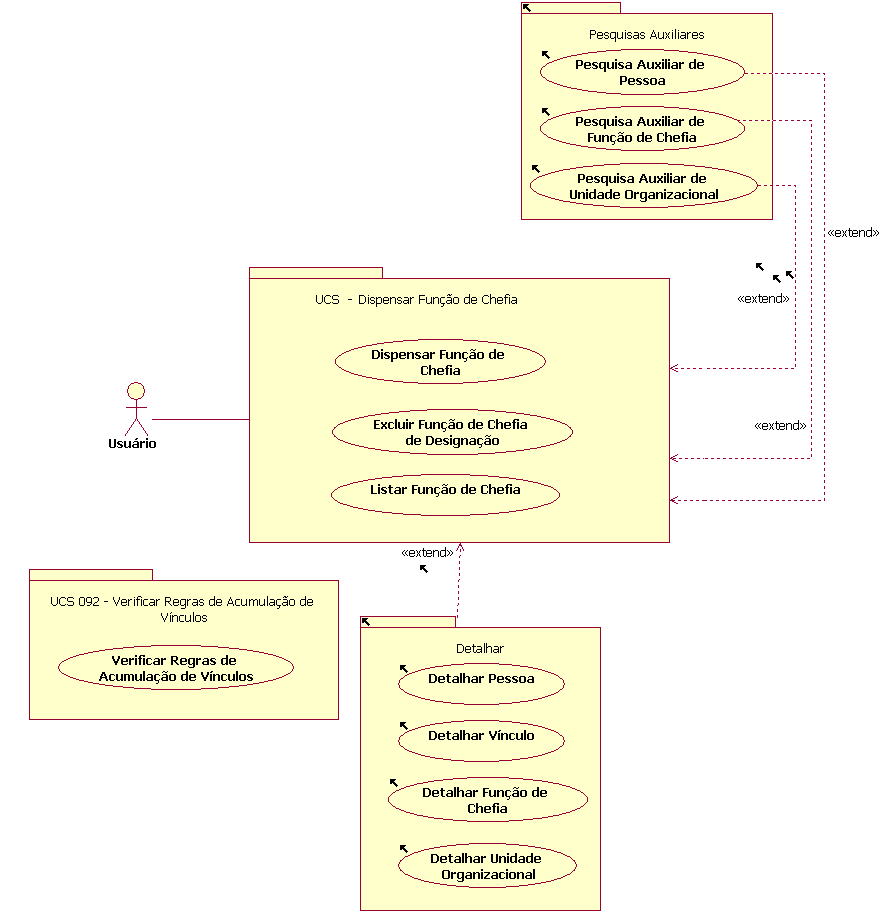 Pesquisas Auxiliares
Pesquisa Auxiliar de
Pessoa
Pesquisa Auxiliar de
Função de Chefia
Pesquisa Auxiliar de
Unidade Organizacional
«extend»
«extend»
«extend»
UCS  - Dispensar Função de Chefia
Dispensar Função de
Chefia
Excluir Função de Chefia
de Designação
Listar Função de Chefia
Usuário
«extend»
UCS 092 - Verificar Regras de Acumulação de
Vínculos
Verificar Regras de
Acumulação de Vínculos
Detalhar
Detalhar Pessoa
Detalhar Vínculo
Detalhar Função de
Chefia
Detalhar Unidade
Organizacional